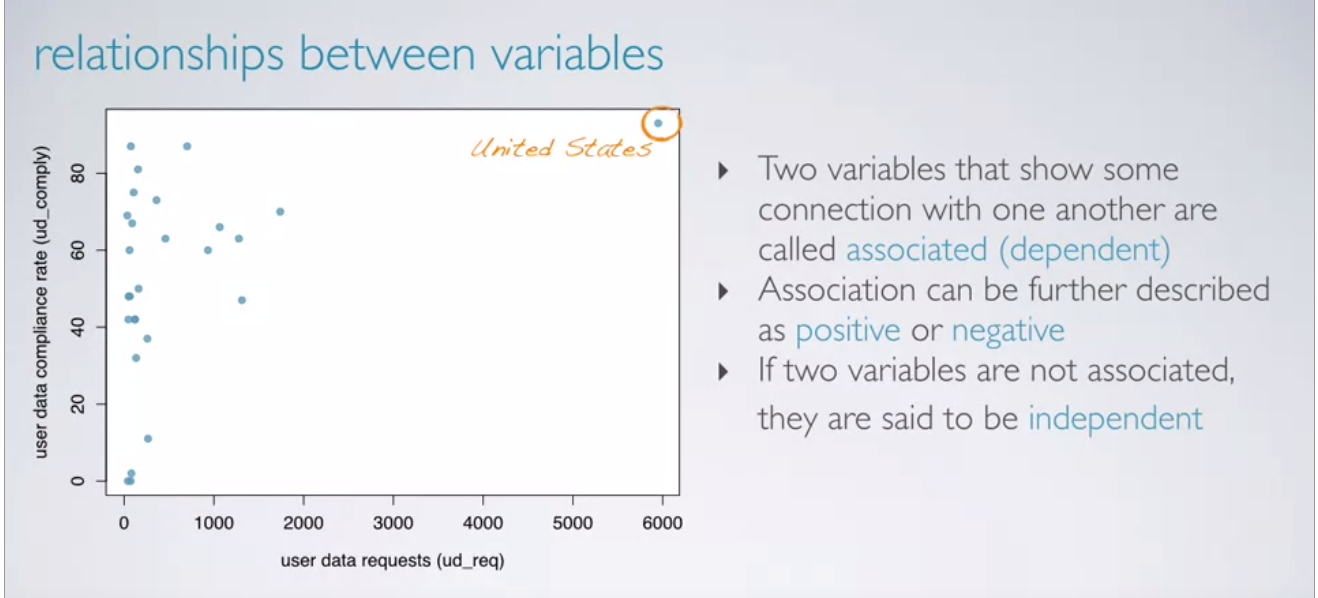 relationships between variables
United States
80
60
40
20
0
user data compliance rate (ud_comply)
0 1000 2000 3000 4000 5000 6000
user data requests (ud_req)
Two variables that show some
connection with one another are
called associated (dependent)
Association can be further described
as positive or negative
If two variables are not associated,
they are said to be independent